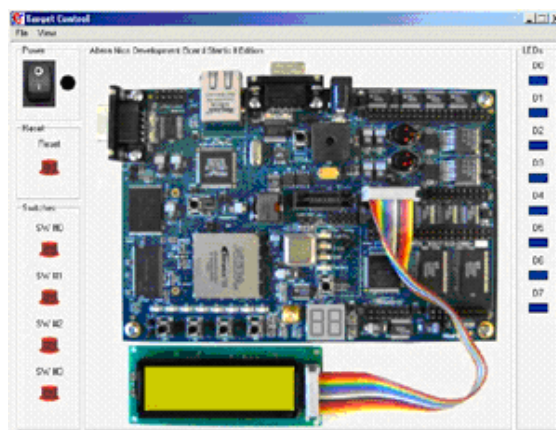 Target Control
File View
Power
Altera Nios Development Board Stratix II Edition
LEDs
D0
D1
D2
D3
D4
D5
D6
D7
Reset
Reset
Switches
SW #0
SW #1
SW #2
SW #3